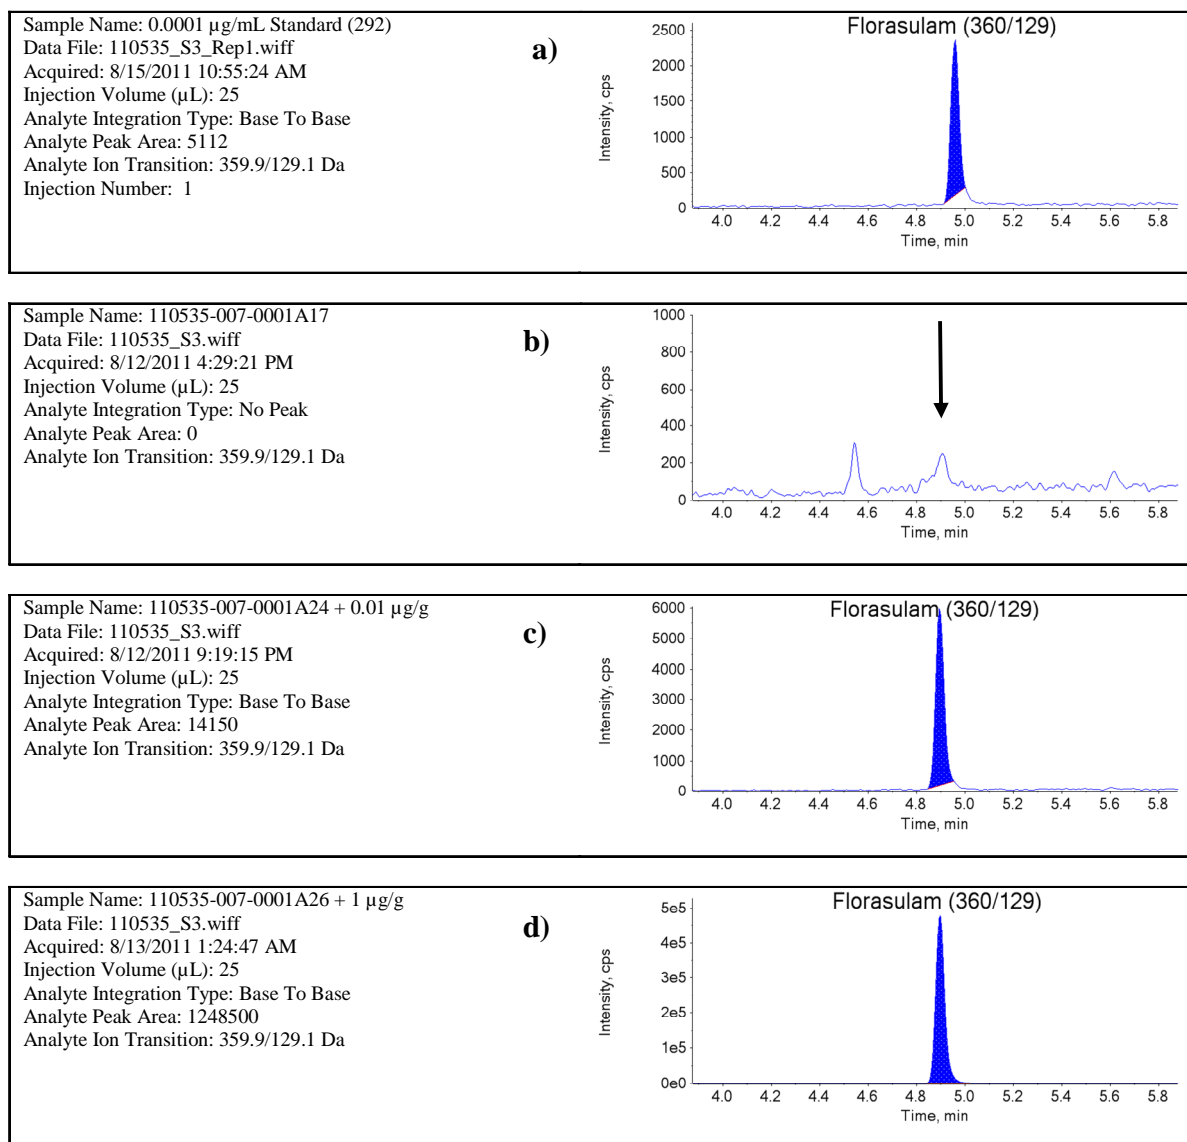 Sample Name: 0.0001 µg/mL Standard (292)
Data File: 110535_S3_Rep1.wiff
Acquired: 8/15/2011 10:55:24 AM
Injection Volume (µL): 25
Analyte Integration Type: Base To Base
Analyte Peak Area: 5112
Analyte Ion Transition: 359.9/129.1 Da
Injection Number: 1
a)
Florasulam (360/129)
Intensity, cps
2500
2000
1500
1000
500
0
4.0 4.2 4.4 4.6 4.8 5.0 5.2 5.4 5.6 5.8
Time, min
Sample Name: 110535-007-0001A17
Data File: 110535_S3.wiff
Acquired: 8/12/2011 4:29:21 PM
Injection Volume (µL): 25
Analyte Integration Type: No Peak
Analyte Peak Area: 0
Analyte Ion Transition: 359.9/129.1 Da
b)
Intensity, cps
1000
800
600
400
200
0
4.0 4.2 4.4 4.6 4.8 5.0 5.2 5.4 5.6 5.8
Time, min
Sample Name: 110535-007-0001A24 + 0.01 µg/g
Data File: 110535_S3.wiff
Acquired: 8/12/2011 9:19:15 PM
Injection Volume (µL): 25
Analyte Integration Type: Base To Base
Analyte Peak Area: 14150
Analyte Ion Transition: 359.9/129.1 Da
c)
Florasulam (360/129)
Intensity, cps
6000
5000
4000
3000
2000
1000
0
4.0 4.2 4.4 4.6 4.8 5.0 5.2 5.4 5.6 5.8
Time, min
Sample Name: 110535-007-0001A26 + 1 µg/g
Data File: 110535_S3.wiff
Acquired: 8/13/2011 1:24:47 AM
Injection Volume (µL): 25
Analyte Integration Type: Base To Base
Analyte Peak Area: 1248500
Analyte Ion Transition: 359.9/129.1 Da
d)
Florasulam (360/129)
Intensity, cps
5e5
4e5
3e5
2e5
1e5
0e0
4.0 4.2 4.4 4.6 4.8 5.0 5.2 5.4 5.6 5.8
Time, min